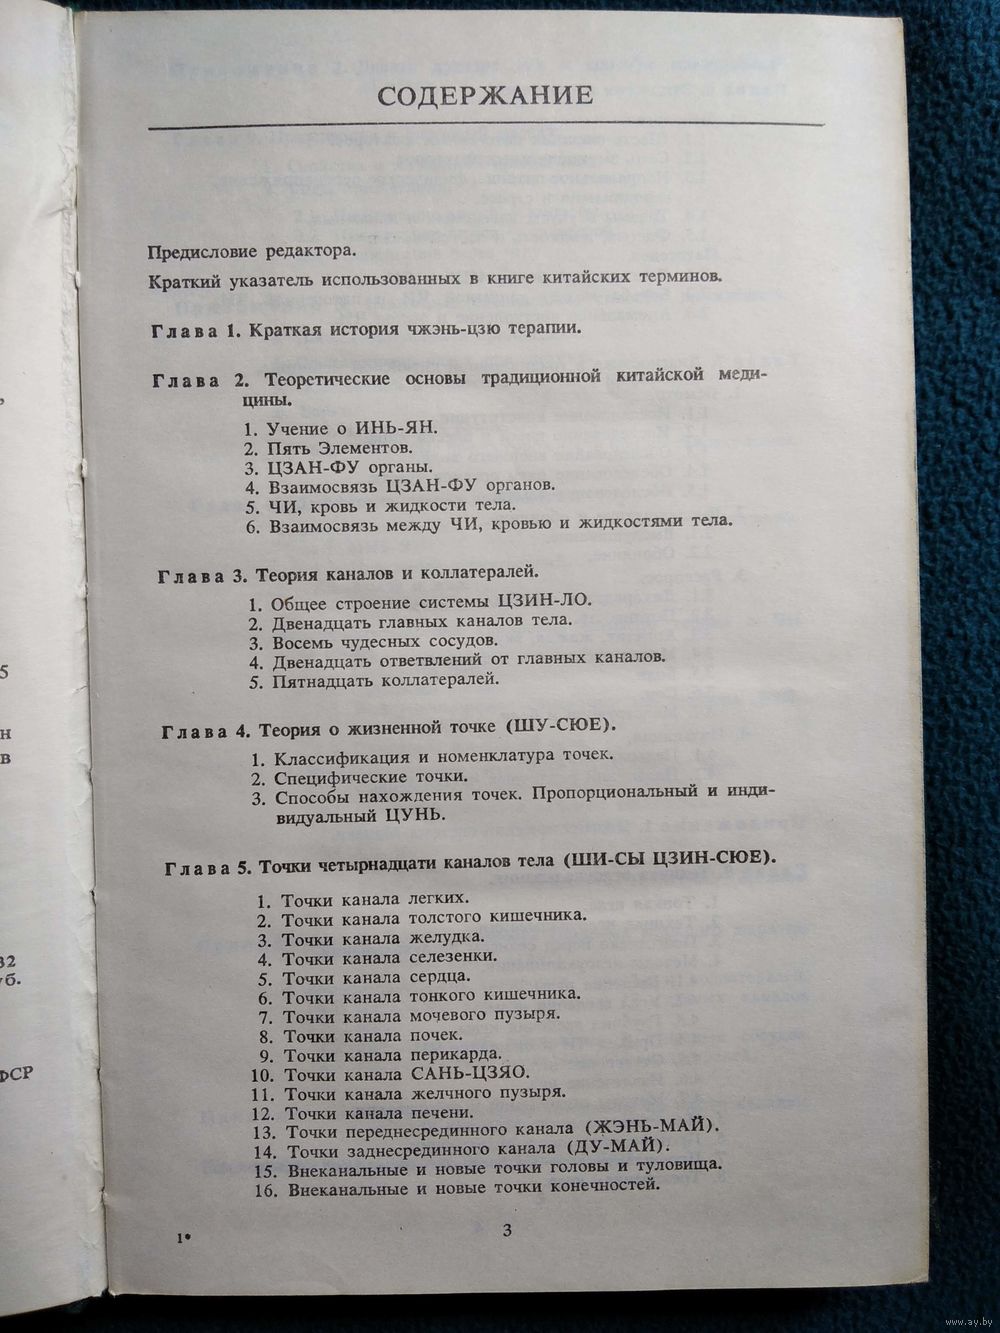 СОДЕРЖАНИЕ
Предисловие редактора.
Краткий указатель использованных в книге китайских терминов.
Глава 1. Краткая история чжэнь-цзю терапии.
Глава 2. Теоретические основы традиционной китайской меди-
цины.
1. Учение о ИНЬ-ЯН.
2. Пять Элементов.
3. ЦЗАН-ФУ органы.
4. Взаимосвязь ЦЗАН-ФУ органов.
5. ЧИ, кровь и жидкости тела.
6. Взаимосвязь между ЧИ, кровью и жидкостями тела.
Глава 3. Теория каналов и коллатералей.
1. Общее строение системы ЦЗИН-ЛО.
2. Двенадцать главных каналов тела.
3. Восемь чудесных сосудов.
4. Двенадцать ответвлений от главных каналов.
5. Пятнадцать коллатералей.
Глава 4. Теория о жизненной точке (ШУ-СЮЕ).
1. Классификация и номенклатура точек.
2. Специфические точки.
3. Способы нахождения точек. Пропорциональный и инди-
видуальный ЦУНЬ.
Глава 5. Точки четырнадцати каналов тела (ШИ-СЫ ЦЗИН-СЮЕ).
1. Точки канала легких.
2. Точки канала толстого кишечника.
3. Точки канала желудка.
4. Точки канала селезенки.
5. Точки канала сердца.
6. Точки канала тонкого кишечника.
7. Точки канала мочевого пузыря.
8. Точки канала почек.
9. Точки канала перикарда.
10. Точки канала САНЬ-ЦЗЯО.
11. Точки канала желчного пузыря.
12. Точки канала печени.
13. Точки переднесрединного канала (ЖЭНЬ-МАЙ).
14. Точки заднесрединного канала (ДУ-МАЙ).
15. Внеканальные и новые точки головы и туловища.
16. Внеканальные и новые точки конечностей.
1*
3
www.ay.by